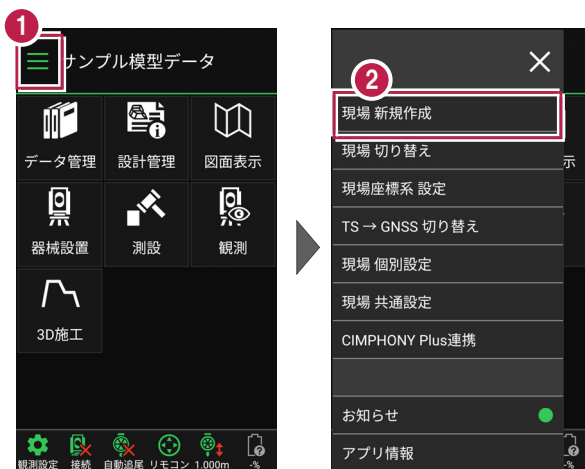 1
サンプル模型データ
データ管理 設計管理 図面表示
器械設置 測設 観測
3D施工
観測設定 接続 自動追尾 リモコン 1.000m -%
2
現場 新規作成
現場 切り替え
示
現場座標系 設定
TS → GNSS 切り替え
現場 個別設定
現場 共通設定
CIMPHONY Plus連携
お知らせ
アプリ情報
-%